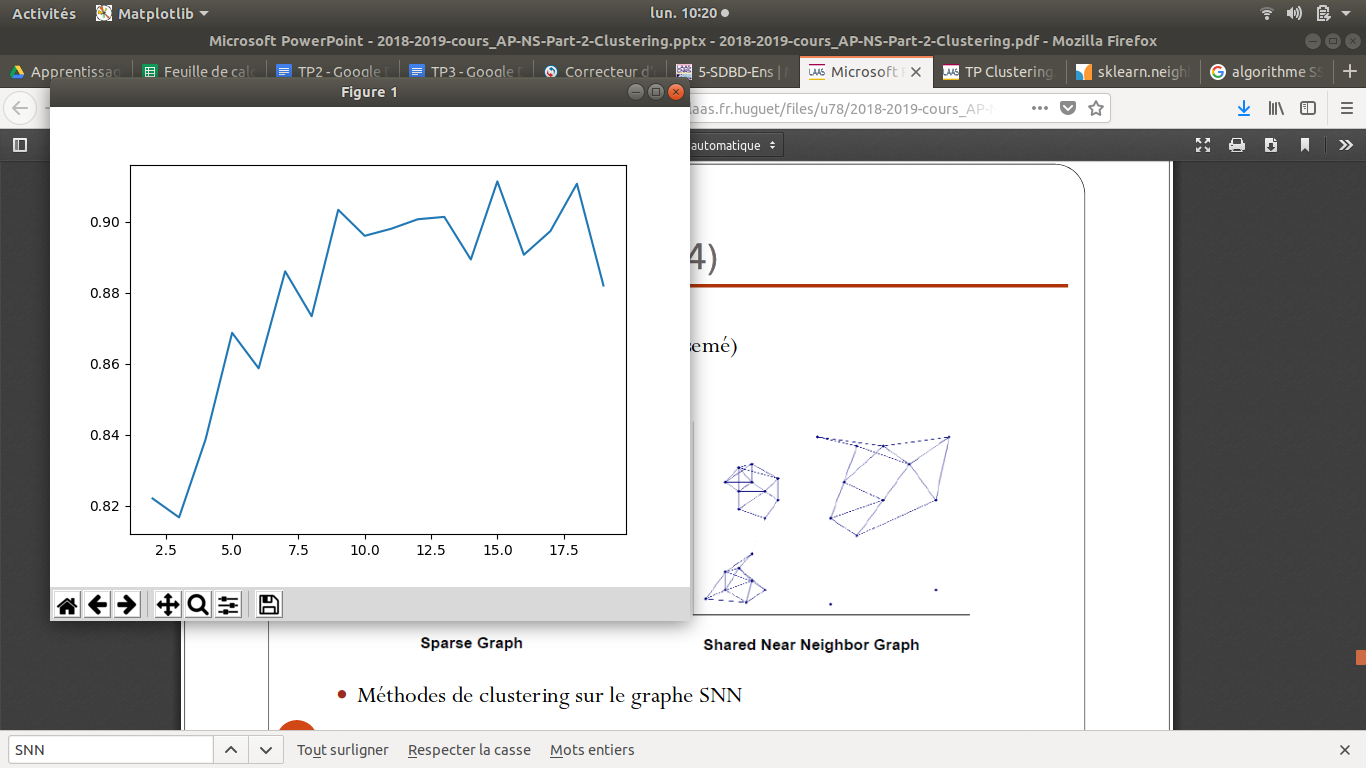 Activités Matplotlib lun. 10:20
Microsoft PowerPoint - 2018-2019-cours_AP-NS-Part-2-Clustering.pptx - 2018-2019-cours_AP-NS-Part-2-Clustering.pdf - Mozilla Firefox
Apprentissag Feuille de calc TP2 - Google TP3 - Google Correcteur d' 5-SDBD-Ens | Microsoft TP Clustering sklearn.neigh algorithme SS
Figure 1
laas.fr.huguet/files/u78/2018-2019-cours_AP-
automatique
0.90
0.88
0.86
0.84
0.82
2.5 5.0 7.5 10.0 12.5 15.0 17.5
4)
semé)
Sparse Graph
Shared Near Neighbor Graph
• Méthodes de clustering sur le graphe SNN
SNN Tout surligner Respecter la casse Mots entiers